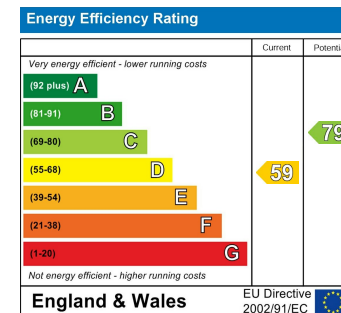 Energy Efficiency Rating
Current Potenti
Very energy efficient - lower running costs
(92 plus) A
(81-91) B
(69-80) C
79
(55-68) D
59
(39-54) E
(21-38) F
(1-20) G
Not energy efficient - higher running costs
England & Wales
EU Directive
2002/91/EC